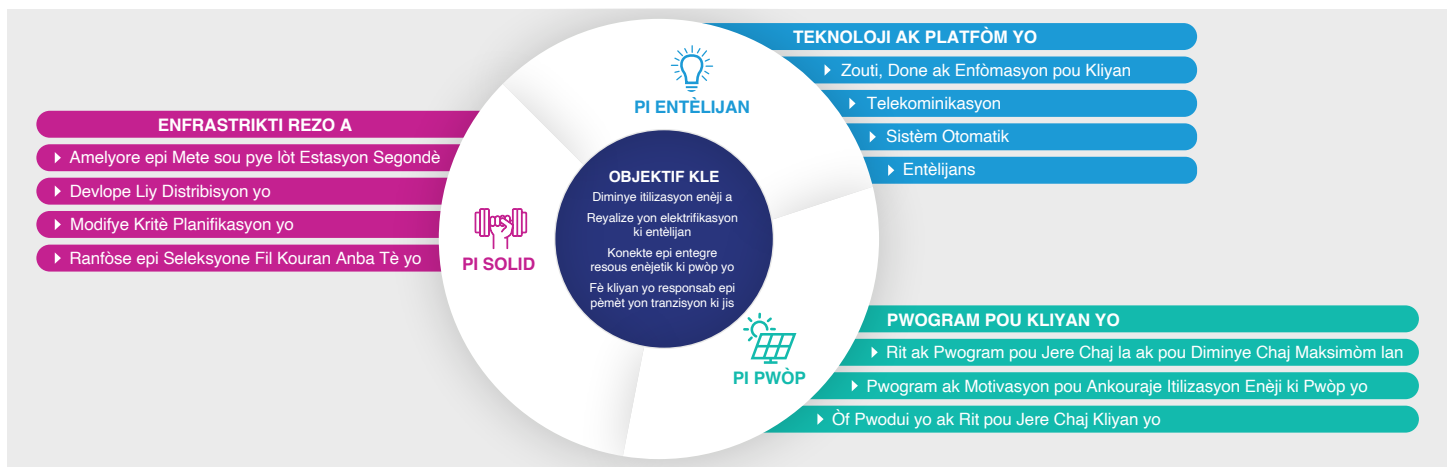 ENFRASTRIKTI REZO A
Amelyore epi Mete sou pye lòt Estasyon Segondè
Devlope Liy Distribisyon yo
Modifye Kritè Planifikasyon yo
Ranfòse epi Seleksyone Fil Kouran Anba Tè yo
PI SOLID
PI ENTÈLIJAN
TEKNOLOJI AK PLATFÒM YO
Zouti, Done ak Enfòmasyon pou Kliyan
Telekominikasyon
Sistèm Otomatik
Entèlijans
OBJEKTIF KLE
Diminye itilizasyon enèji a
Reyalize yon elektrifikasyon
ki entèlijan
Konekte epi entegre
resous enèjetik ki pwòp yo
Fè kliyan yo responsab epi
pèmèt yon tranzisyon ki jis
PI PWÒP
PWOGRAM POU KLIYAN YO
Rit ak Pwogram pou Jere Chaj la ak pou Diminye Chaj Maksimòm lan
Pwogram ak Motivasyon pou Ankouraje Itilizasyon Enèji ki Pwòp yo
Òf Pwodui yo ak Rit pou Jere Chaj Kliyan yo